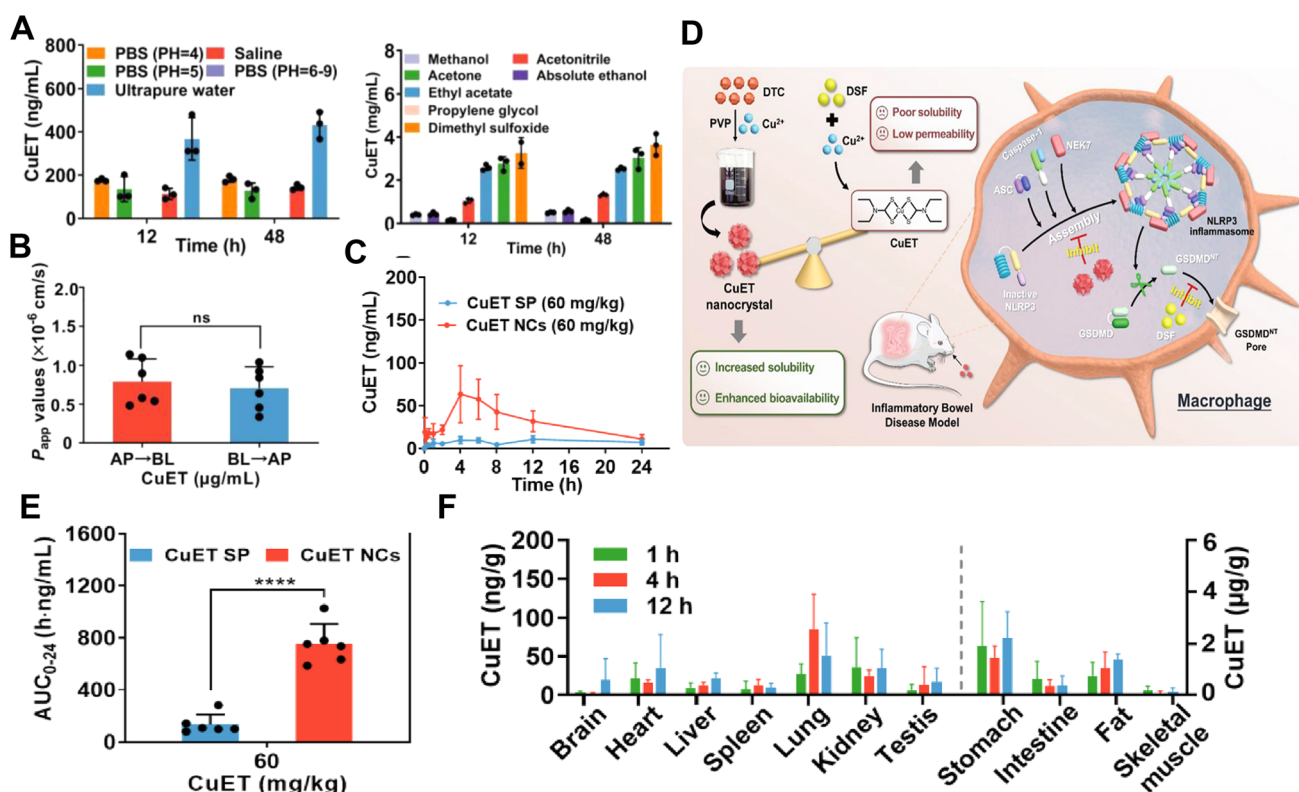 A
CuET (ng/mL)
800
600
400
200
0
PBS (PH=4)
Saline
PBS (PH=5)
PBS (PH=6-9)
Ultrapure water
12
48
Time (h)
CuET (mg/mL)
8
6
4
2
0
Methanol
Acetonitrile
Acetone
Absolute ethanol
Ethyl acetate
Propylene glycol
Dimethyl sulfoxide
12
48
Time (h)
B
Papp values (×10-6 cm/s)
2.0
1.5
1.0
0.5
0
ns
AP→BL
BL→AP
CuET (μg/mL)
C
CuET (ng/mL)
200
150
100
50
0
CuET SP (60 mg/kg)
CuET NCs (60 mg/kg)
0
4
8
12
16
20
24
Time (h)
D
DTC
PVP
Cu2+
DSF
+
Cu2+
Poor solubility
Low permeability
N
S
S
Cu
S
S
N
CuET
CuET
nanocrystal
Increased solubility
Enhanced bioavailability
Inflammatory Bowel
Disease Model
Caspase-1
NEK7
ASC
Assembly
Inhibit
Inactive
NLRP3
NLRP3
inflammasome
GSDMDNT
Inhibit
GSDMD
DSF
GSDMDNT
Pore
Macrophage
E
AUC0-24 (h·ng/mL)
1600
1200
800
400
0
CuET SP
CuET NCs
****
60
CuET (mg/kg)
F
CuET (ng/g)
200
150
100
50
0
1 h
4 h
12 h
6
4
2
0
CuET (μg/g)
Brain
Heart
Liver
Spleen
Lung
Kidney
Testis
Stomach
Intestine
Fat
Skeletal
muscle